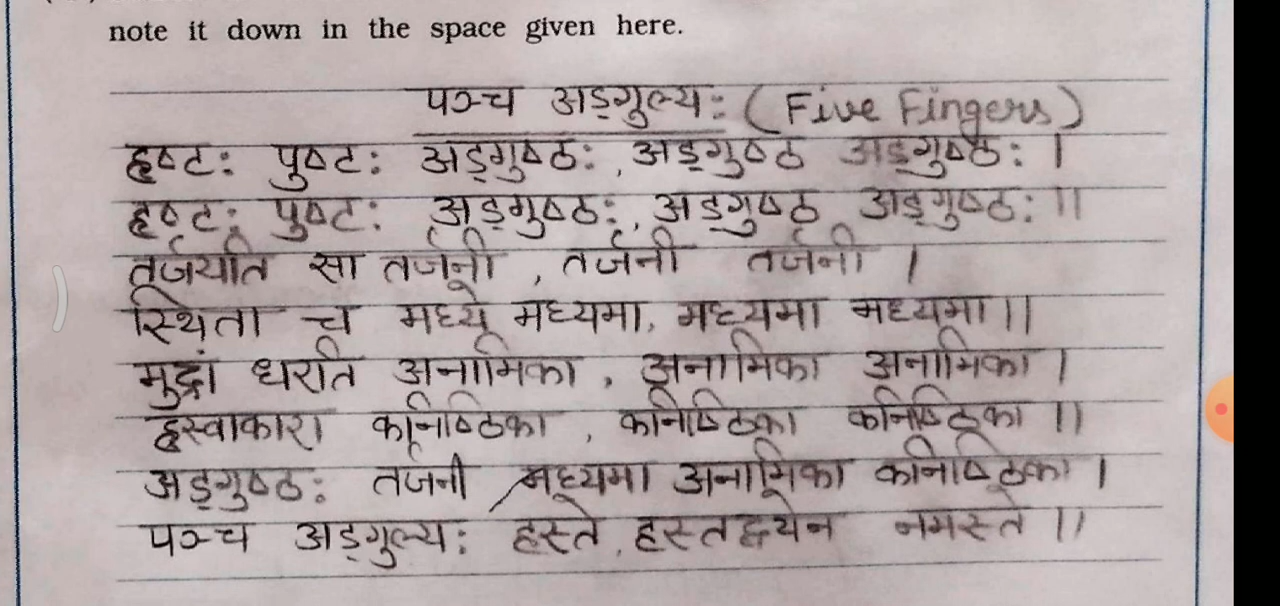 note it down in the space given here.
पञ्च अङ्गुल्यः (Five Fingers)
हृष्टः पुष्टः अङ्गुष्ठः, अङ्गुष्ठ अङ्गुष्ठः ।
हृष्टः पुष्टः अङ्गुष्ठः, अङ्गुष्ठ अङ्गुष्ठः ॥
तर्जयति सा तर्जनी , तर्जनी तर्जनी ।
स्थिता च मध्ये मध्यमा, मध्यमा मध्यमा ॥
मुद्रां धरति अनामिका , अनामिका अनामिका ।
ह्रस्वाकारा कनिष्ठिका , कनिष्ठिका कनिष्ठिका ॥
अङ्गुष्ठः तर्जनी मध्यमा अनामिका कनिष्ठिका ।
पञ्च अङ्गुल्यः हस्ते, हस्तद्वयेन नमस्ते ॥